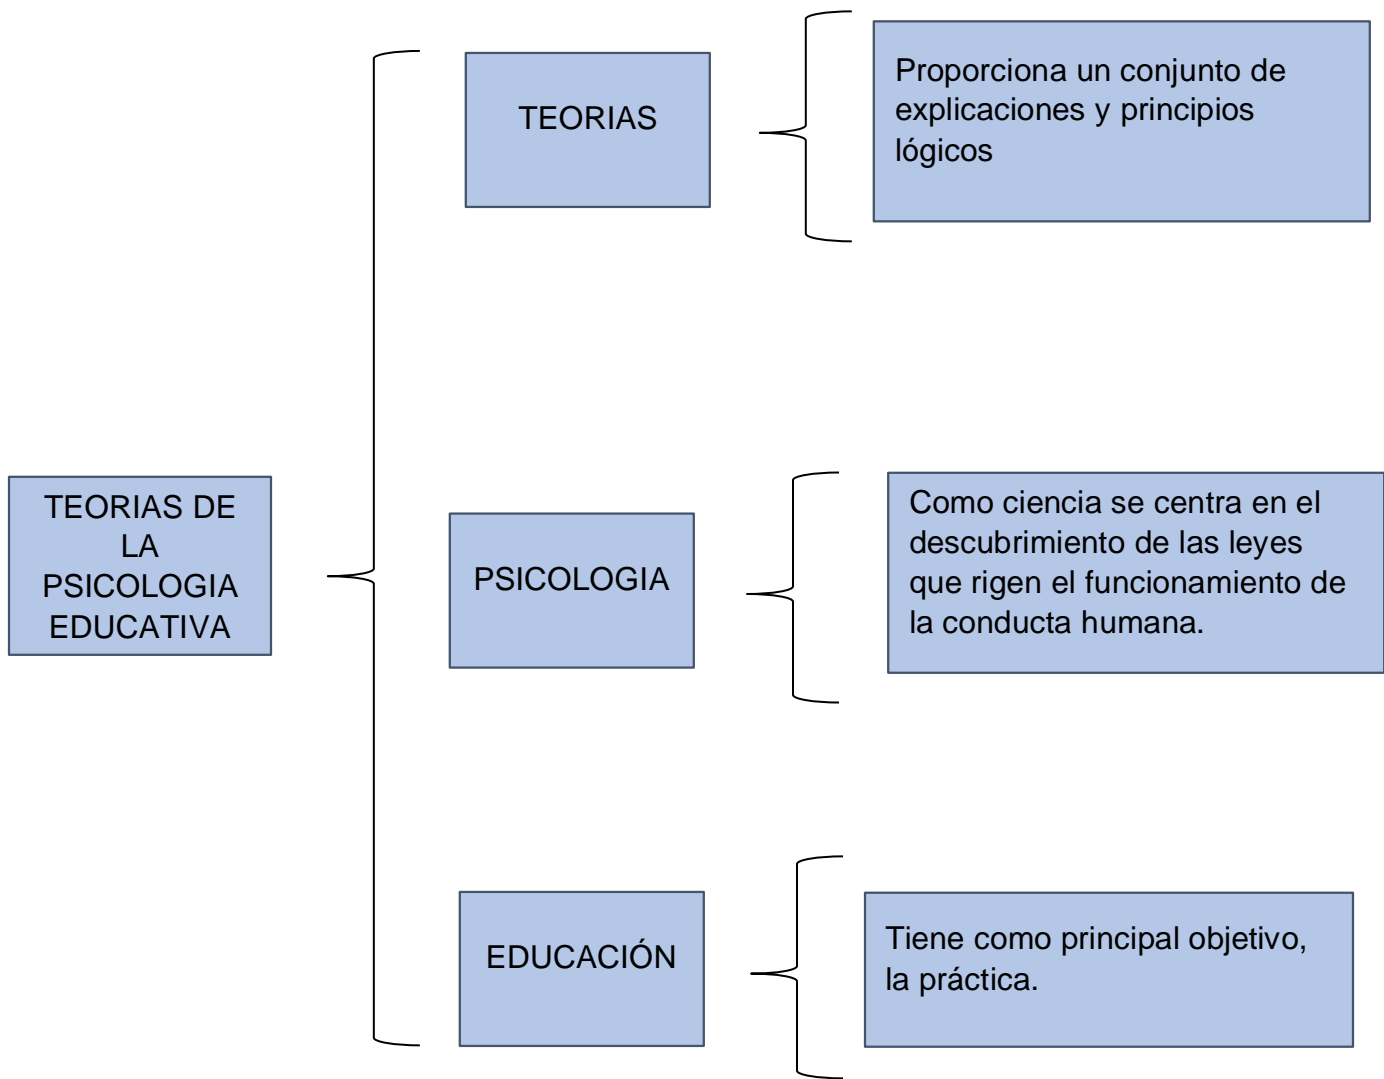 TEORIAS DE
LA
PSICOLOGIA
EDUCATIVA
TEORIAS
Proporciona un conjunto de
explicaciones y principios
lógicos
PSICOLOGIA
Como ciencia se centra en el
descubrimiento de las leyes
que rigen el funcionamiento de
la conducta humana.
EDUCACIÓN
Tiene como principal objetivo,
la práctica.